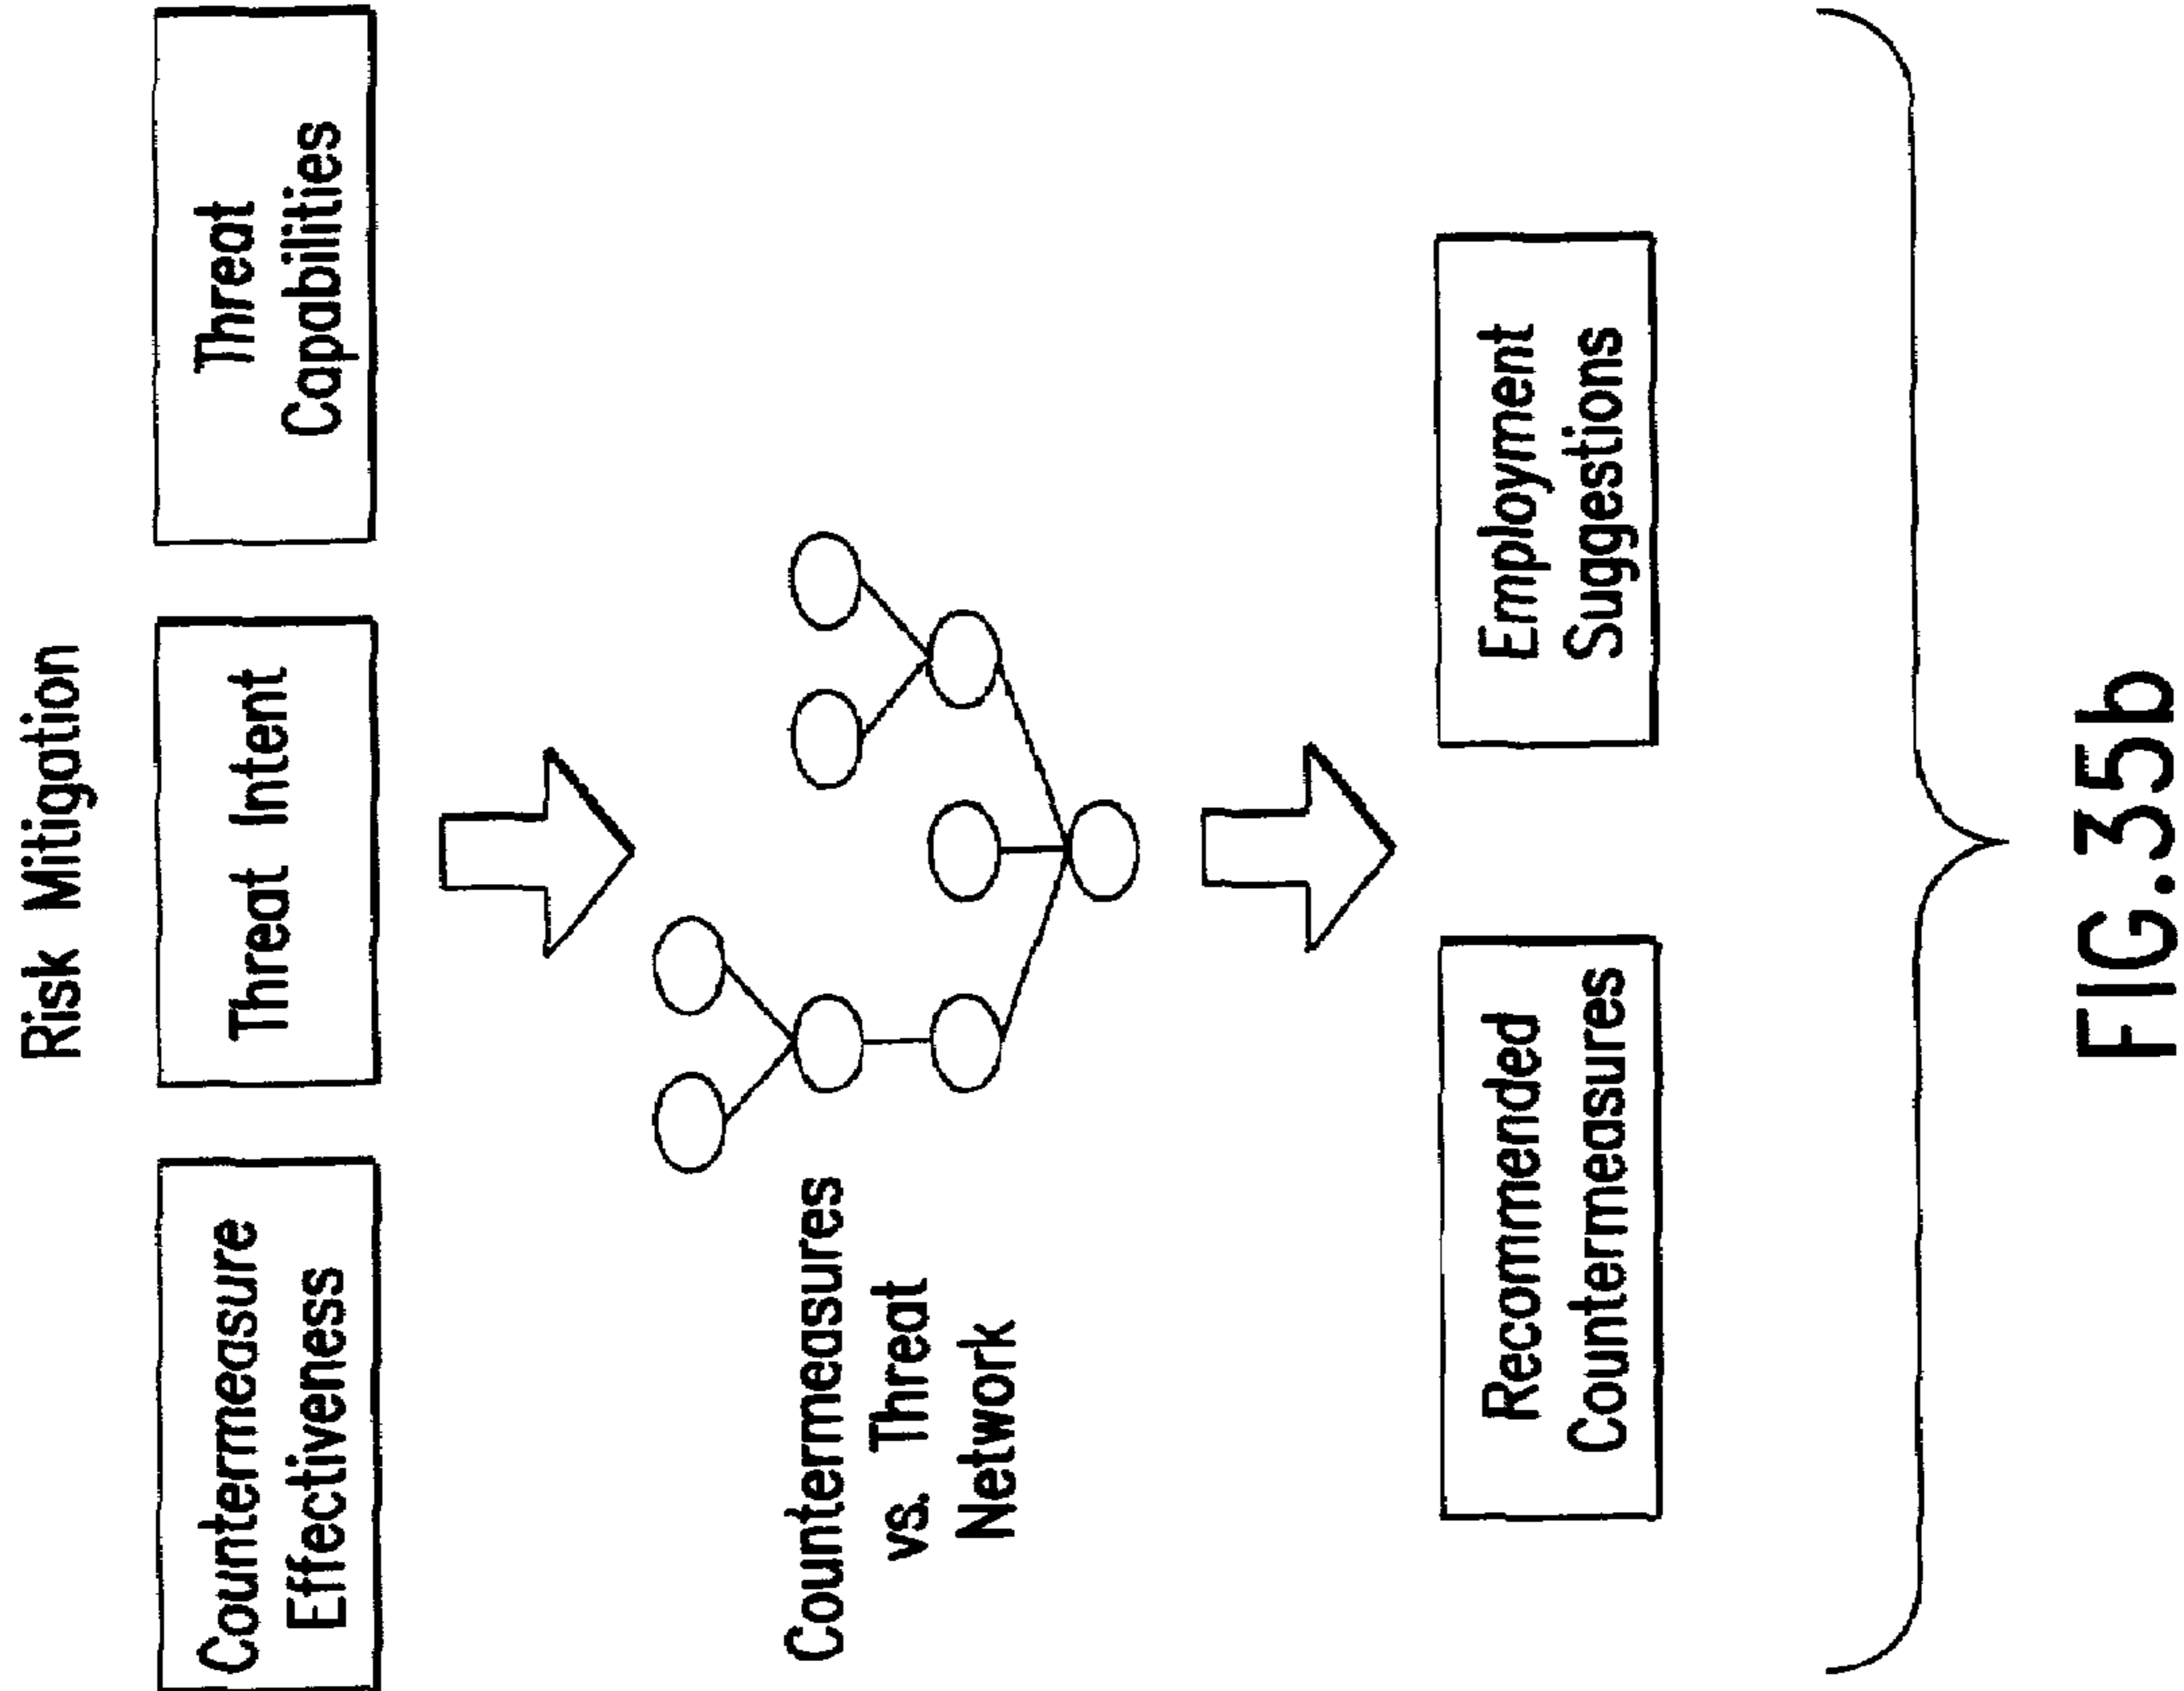 Risk Mitigation
Countermeasure
Effectiveness
Threat Intent
Threat
Capabilities
Countermeasures
vs. Threat
Network
Recommended
Countermeasures
Employment
Suggestions
FIG.35b